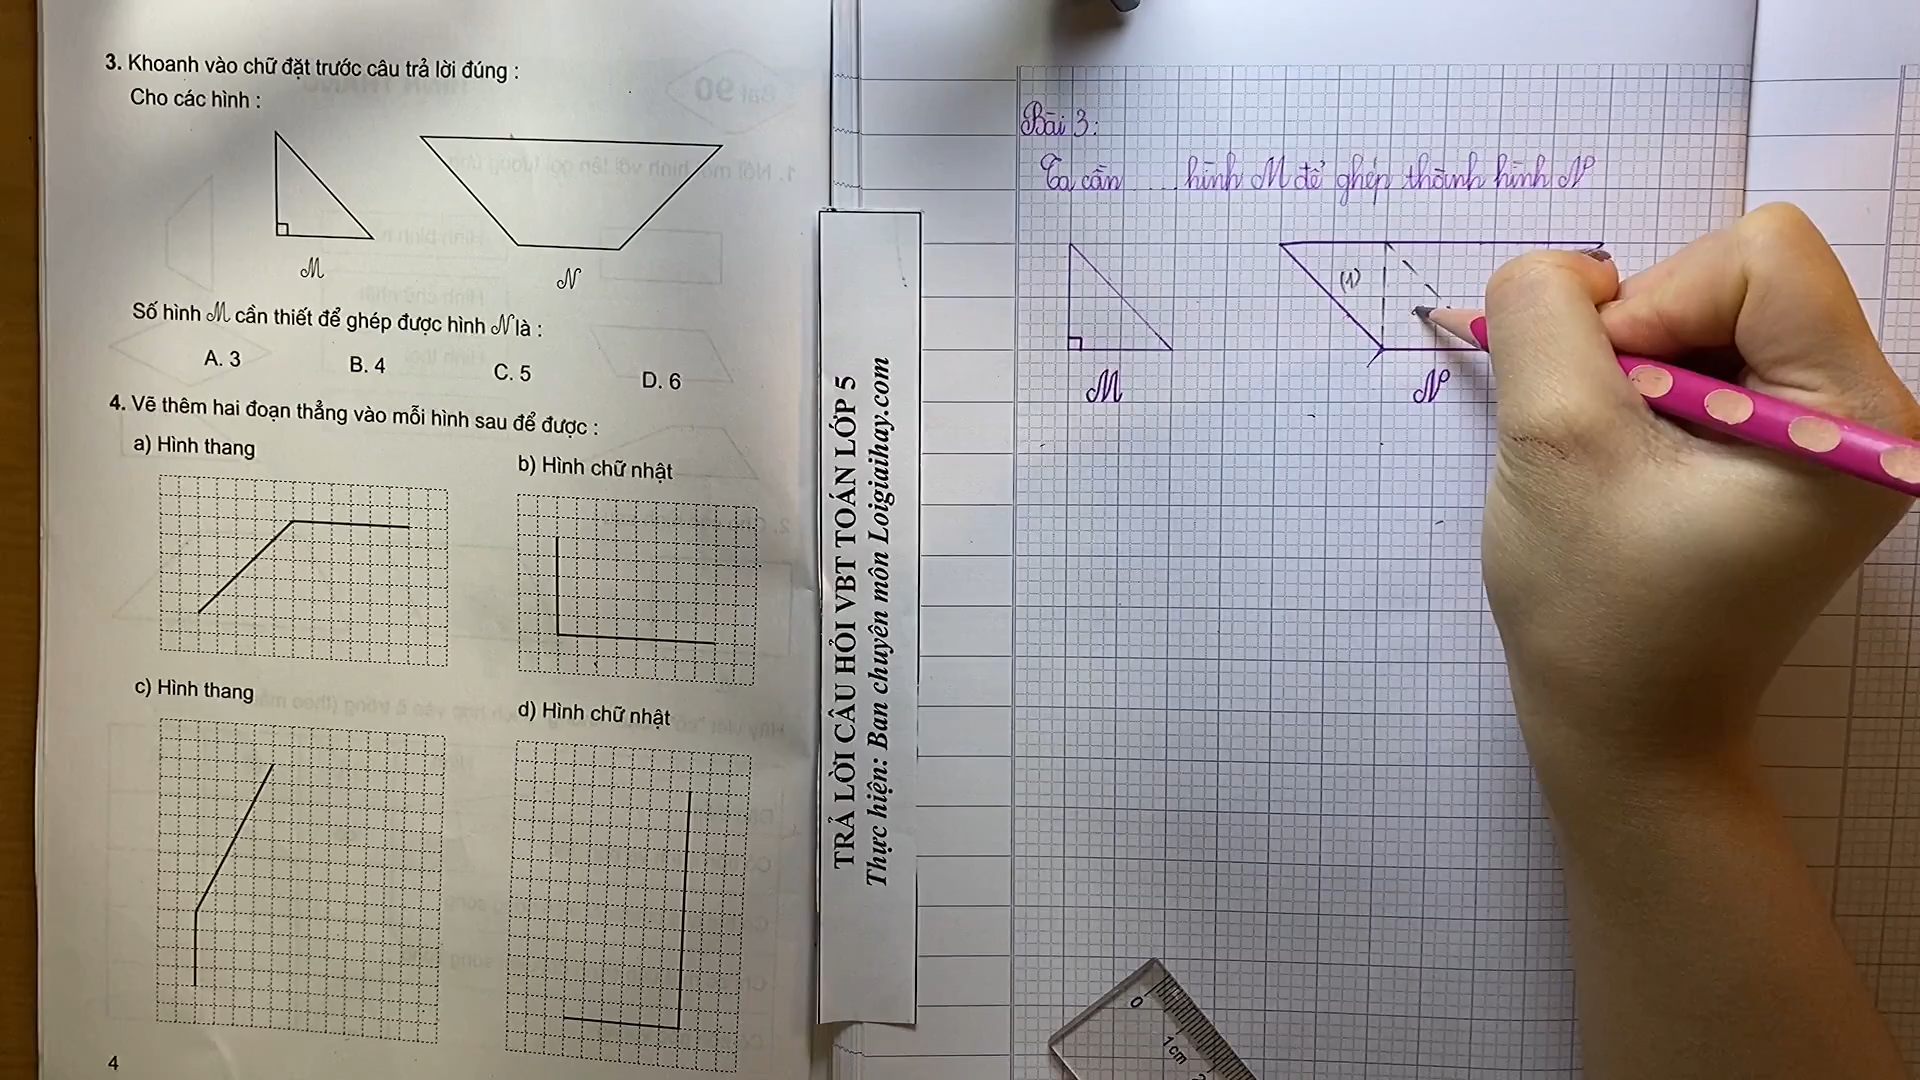 3. Khoanh vào chữ đặt trước câu trả lời đúng :
Cho các hình :
M
N
Số hình M cần thiết để ghép được hình N là :
A. 3
B. 4
C. 5
D. 6
4. Vẽ thêm hai đoạn thẳng vào mỗi hình sau để được :
a) Hình thang
b) Hình chữ nhật
c) Hình thang
d) Hình chữ nhật
4
TRẢ LỜI CÂU HỎI VBT TOÁN LỚP 5
Thực hiện: Ban chuyên môn Loigiaihay.com
Bài 3:
Ta cần ... hình M để ghép thành hình N
(1)
M
N
0
1 cm